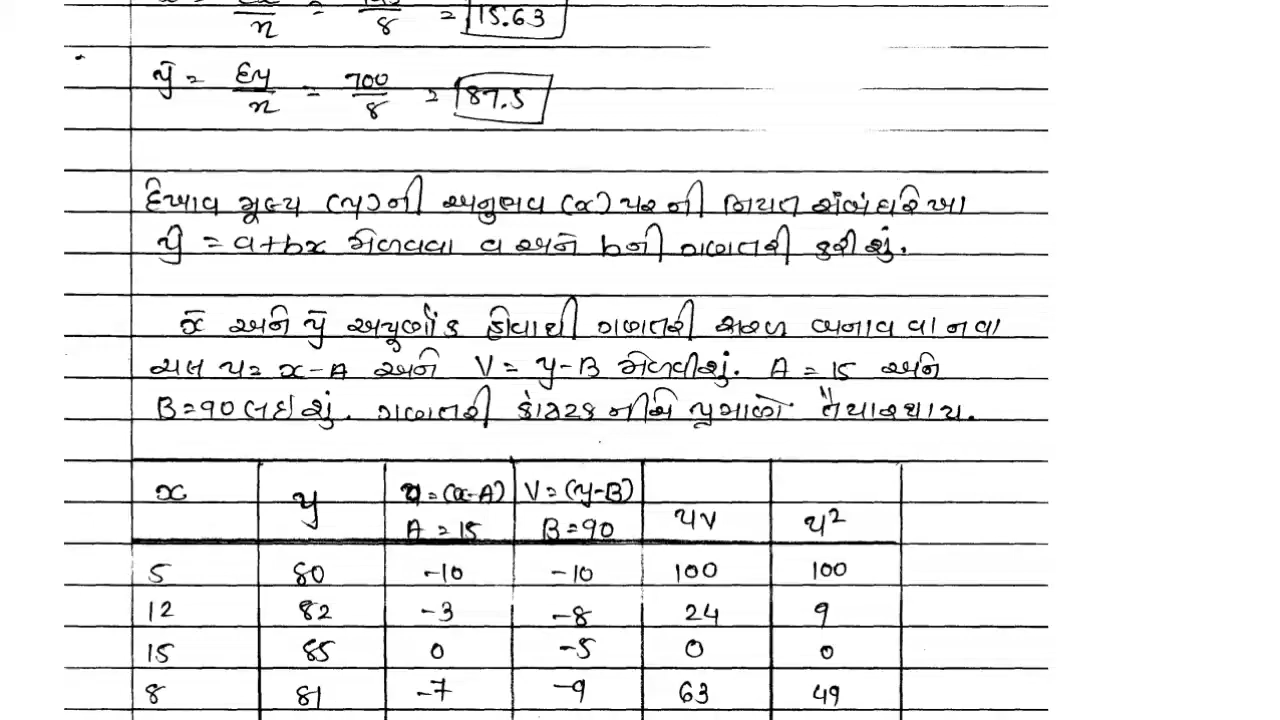 n 8 = 15.63
ȳ = Σy/n = 700/8 = 87.5
દેખાવ મૂલ્ય (y)ની અનુભવ (x) પરની નિયત સંબંધરેખા
ŷ = a+bx મેળવવા a અને bની ગણતરી કરીશું.
x̄ અને ȳ અપૂર્ણાંક હોવાથી ગણતરી સરળ બનાવવા નવા
ચલ u = x-A અને V = y-B મેળવીશું. A = 15 અને
B=90 લઈશું. ગણતરી કોષ્ટક નીચે પ્રમાણે તૈયાર થાય.
x y u=(x-A) V=(y-B)
A = 15 B=90 uv u²
5 80 -10 -10 100 100
12 82 -3 -8 24 9
15 85 0 -5 0 0
8 81 -7 -9 63 49